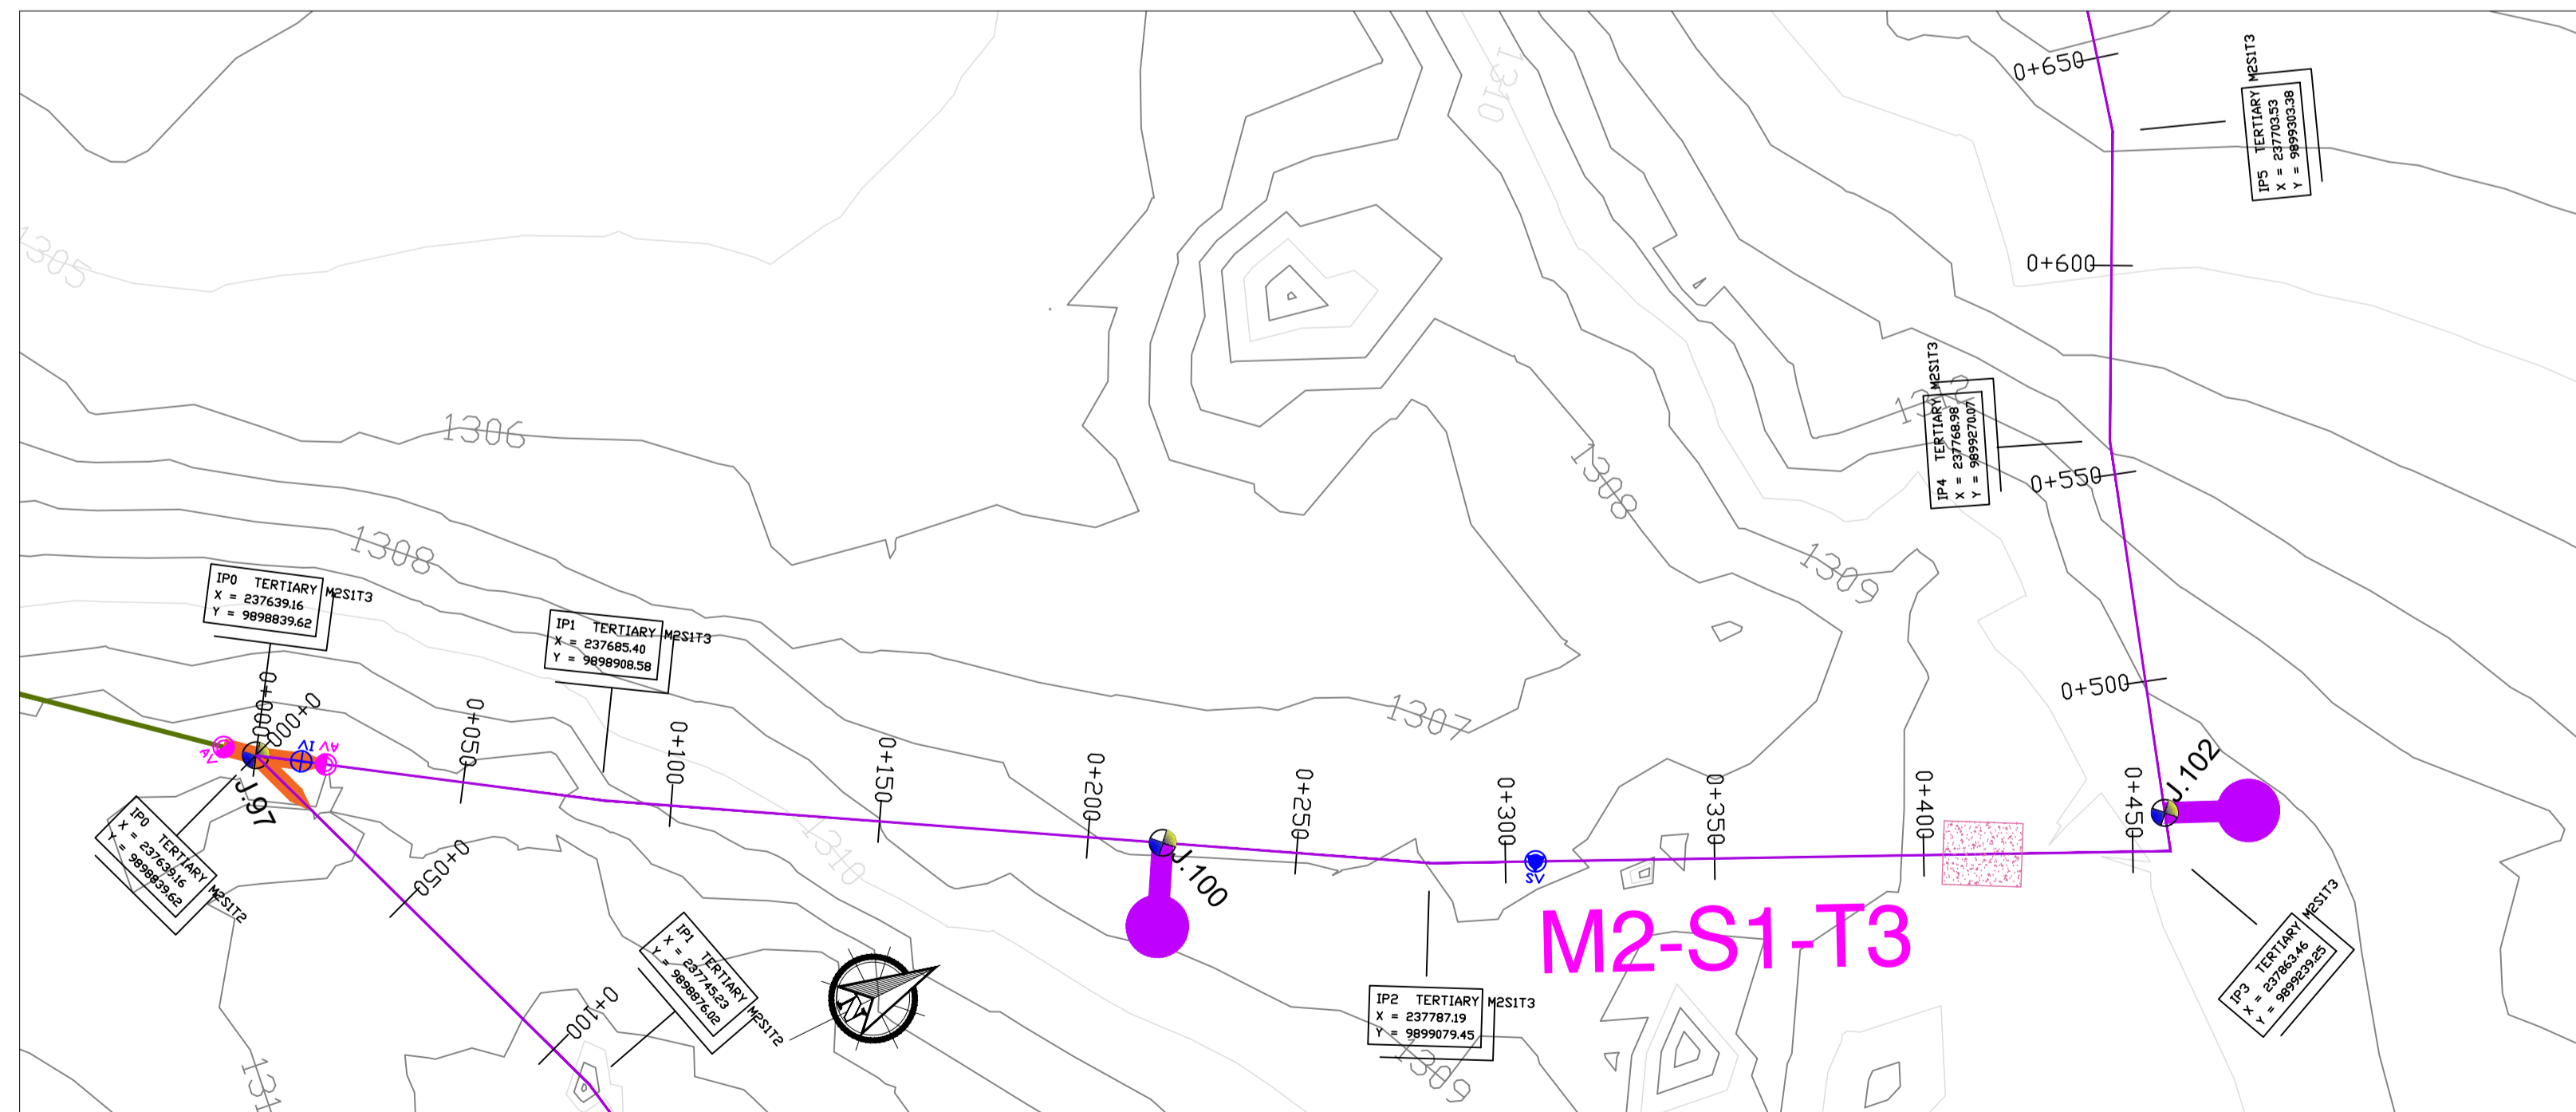 1310
0+650
IP5 TERTIARY M2S1T3
X = 237703.53
Y = 9899303.38
1305
0+600
1306
IP4 TERTIARY M2S1T3
X = 237768.98
Y = 9899270.07
0+550
1308
1308
1309
IP0 TERTIARY M2S1T3
X = 237639.16
Y = 9898839.62
IP1 TERTIARY M2S1T3
X = 237685.40
Y = 9898908.58
0+500
1307
0+000
0+000
0+050
0+100
0+150
0+200
0+250
0+300
0+350
0+400
0+450
AV
VI
AV
J.97
J.100
J.102
SV
IP0 TERTIARY M2S1T2
X = 237639.16
Y = 9898839.62
0+050
1310
M2-S1-T3
IP1 TERTIARY M2S1T2
X = 237745.23
Y = 9898876.02
N
0+100
IP2 TERTIARY M2S1T3
X = 237787.19
Y = 9899079.45
IP3 TERTIARY M2S1T3
X = 237863.46
Y = 9899239.25
1309